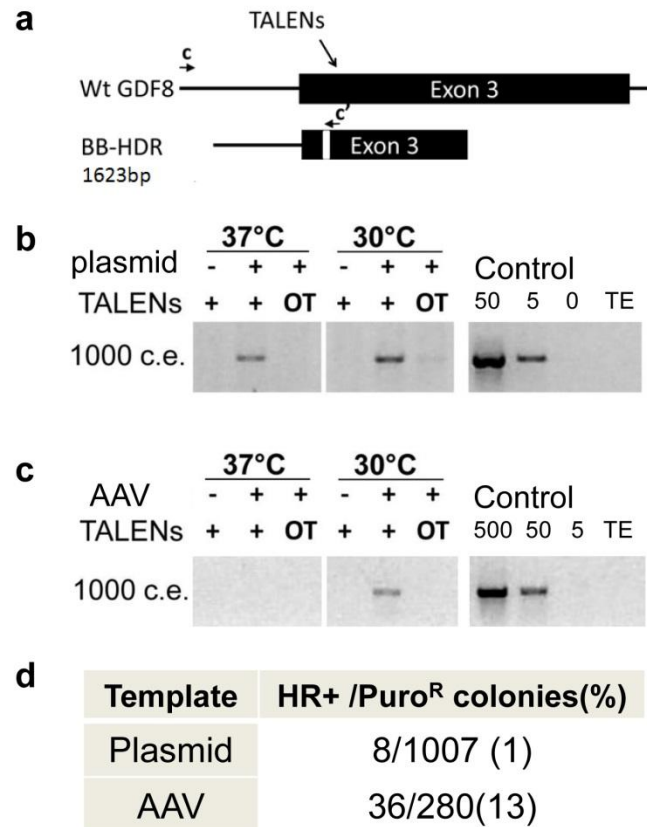 a
TALENs
c
Wt GDF8 Exon 3
c'
BB-HDR Exon 3
1623bp
b
37°C 30°C
plasmid - + + - + + Control
TALENs + + OT + + OT 50 5 0 TE
1000 c.e.
c
37°C 30°C
AAV - + + - + + Control
TALENs + + OT + + OT 500 50 5 TE
1000 c.e.
d
Template HR+ /Puroᴿ colonies(%)
Plasmid 8/1007 (1)
AAV 36/280(13)